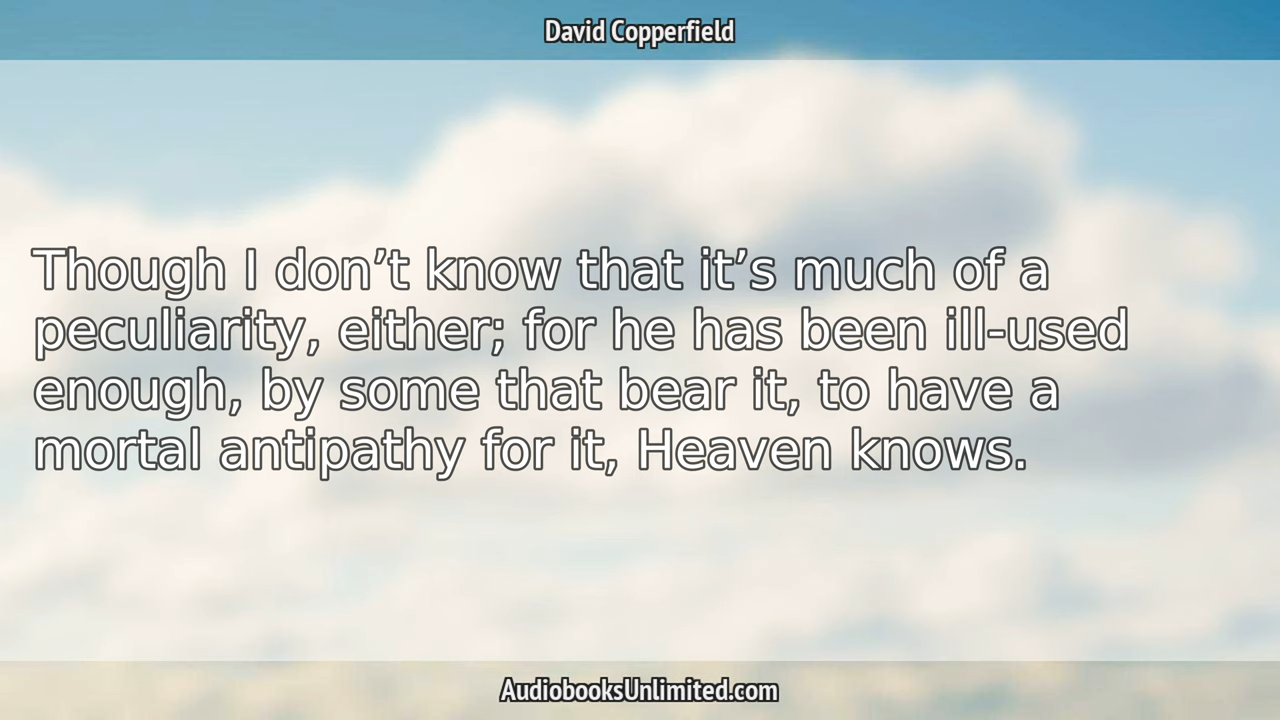 David Copperfield
Though I don’t know that it’s much of a
peculiarity, either; for he has been ill-used
enough, by some that bear it, to have a
mortal antipathy for it, Heaven knows.
AudiobooksUnlimited.com